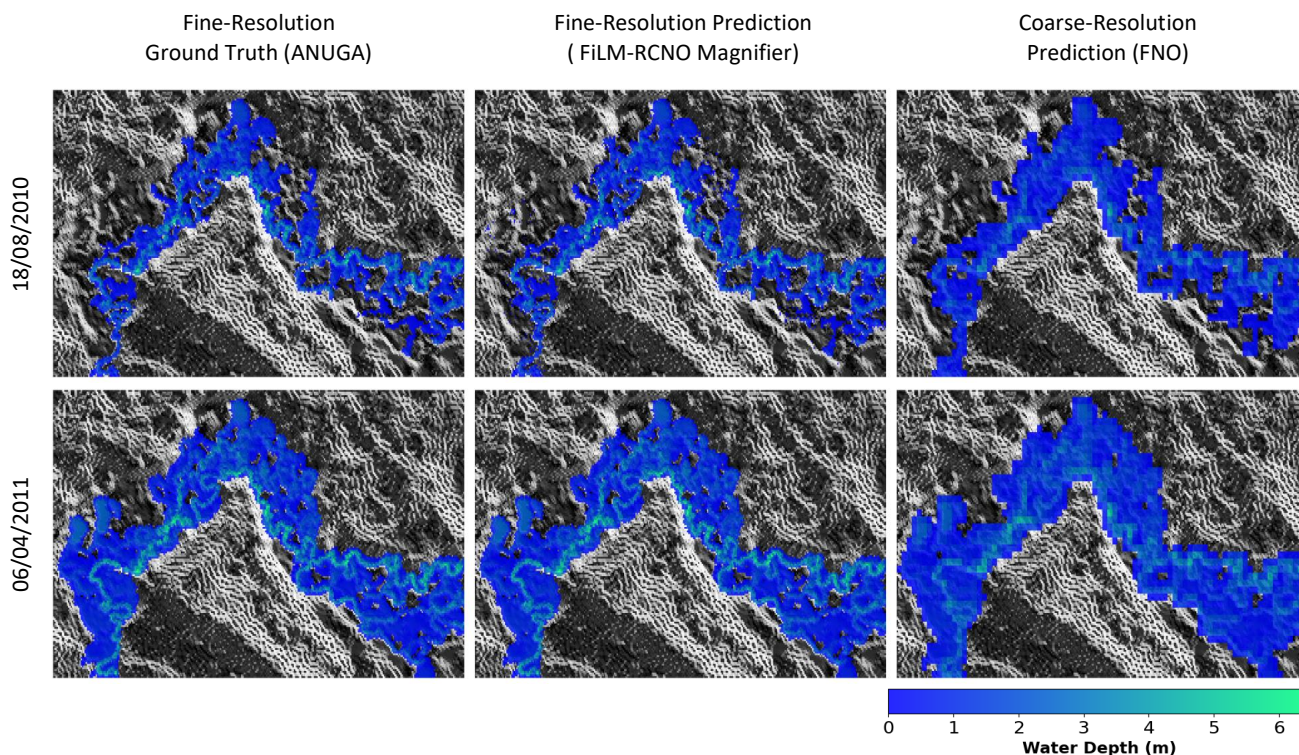 Fine-Resolution
Ground Truth (ANUGA)
Fine-Resolution Prediction
( FiLM-RCNO Magnifier)
Coarse-Resolution
Prediction (FNO)
18/08/2010
06/04/2011
0 1 2 3 4 5 6
Water Depth (m)